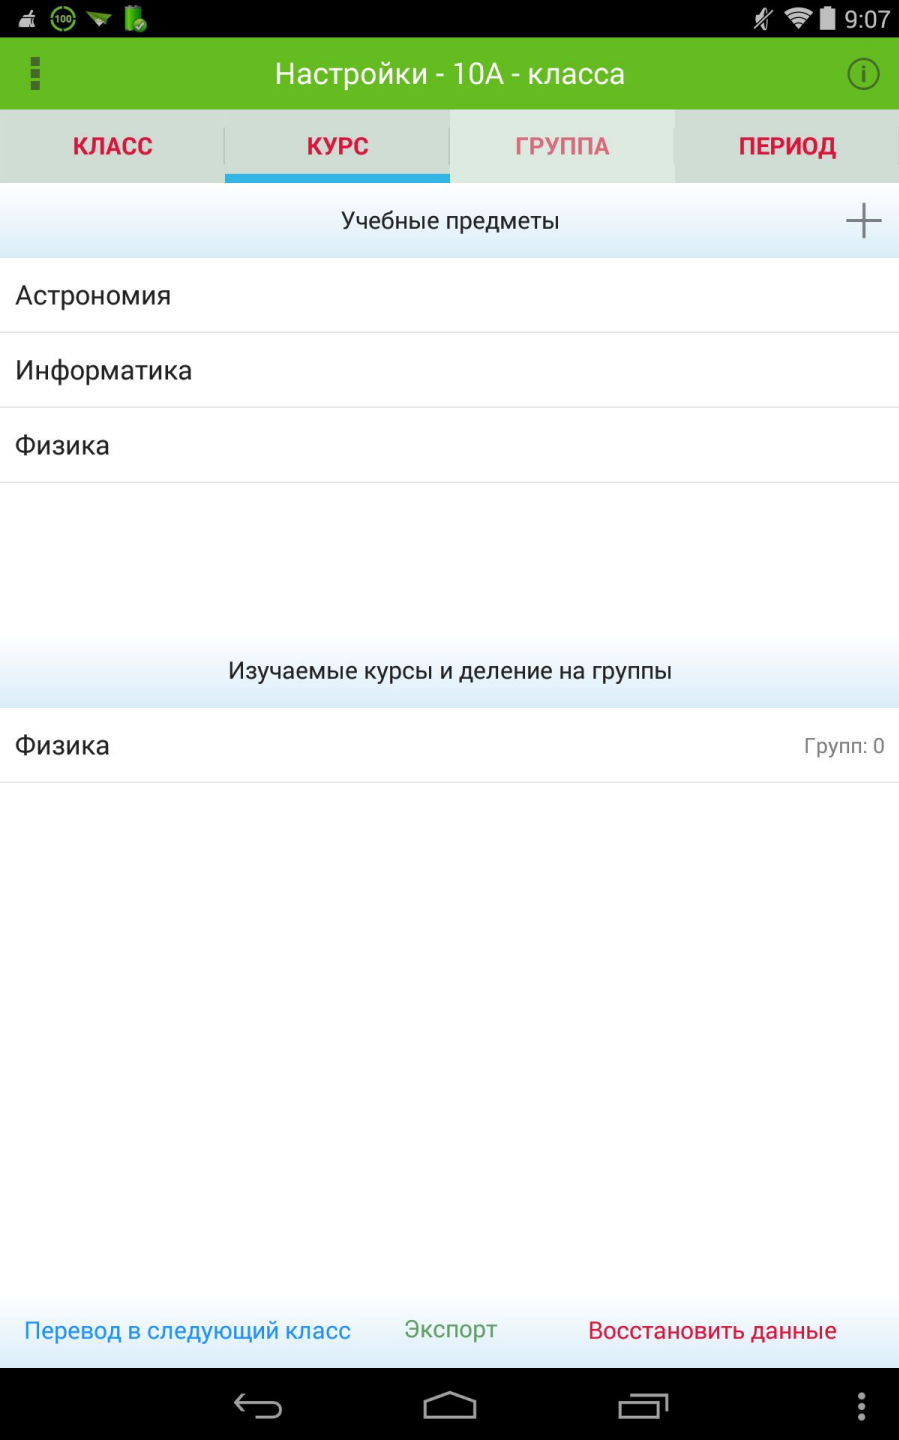 100
9:07
Настройки - 10А - класса
КЛАСС КУРС ГРУППА ПЕРИОД
Учебные предметы
Астрономия
Информатика
Физика
Изучаемые курсы и деление на группы
Физика Групп: 0
Перевод в следующий класс Экспорт Восстановить данные